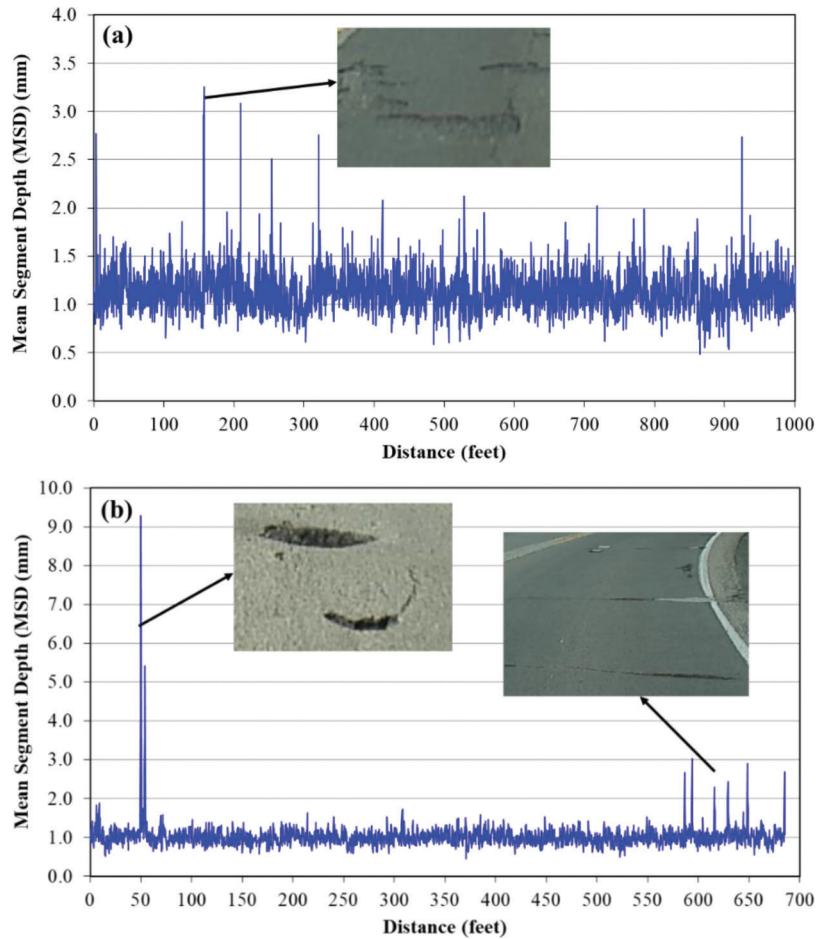 (a)
Mean Segment Depth (MSD) (mm)
4.0
3.5
3.0
2.5
2.0
1.5
1.0
0.5
0.0
0 100 200 300 400 500 600 700 800 900 1000
Distance (feet)
(b)
Mean Segment Depth (MSD (mm)
10.0
9.0
8.0
7.0
6.0
5.0
4.0
3.0
2.0
1.0
0.0
0 50 100 150 200 250 300 350 400 450 500 550 600 650 700
Distance (feet)